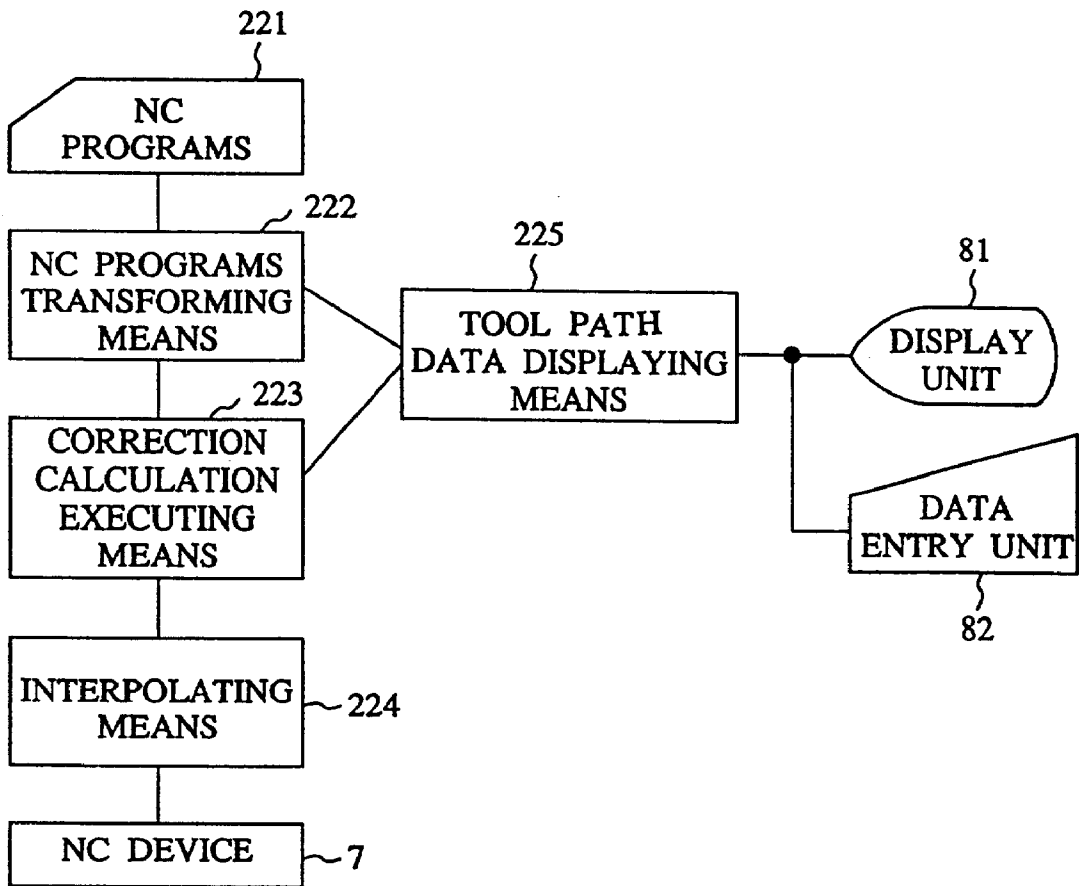 221
NC
PROGRAMS
222
NC PROGRAMS
TRANSFORMING
MEANS
223
CORRECTION
CALCULATION
EXECUTING
MEANS
INTERPOLATING
MEANS
224
NC DEVICE
7
225
TOOL PATH
DATA DISPLAYING
MEANS
81
DISPLAY
UNIT
DATA
ENTRY UNIT
82